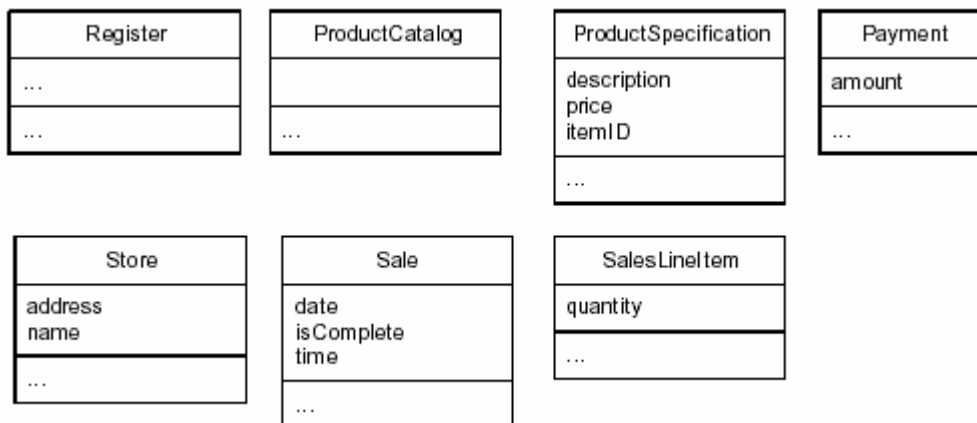 Register
...
...
ProductCatalog
...
ProductSpecification
description
price
itemID
...
Payment
amount
...
Store
address
name
...
Sale
date
isComplete
time
...
SalesLineItem
quantity
...